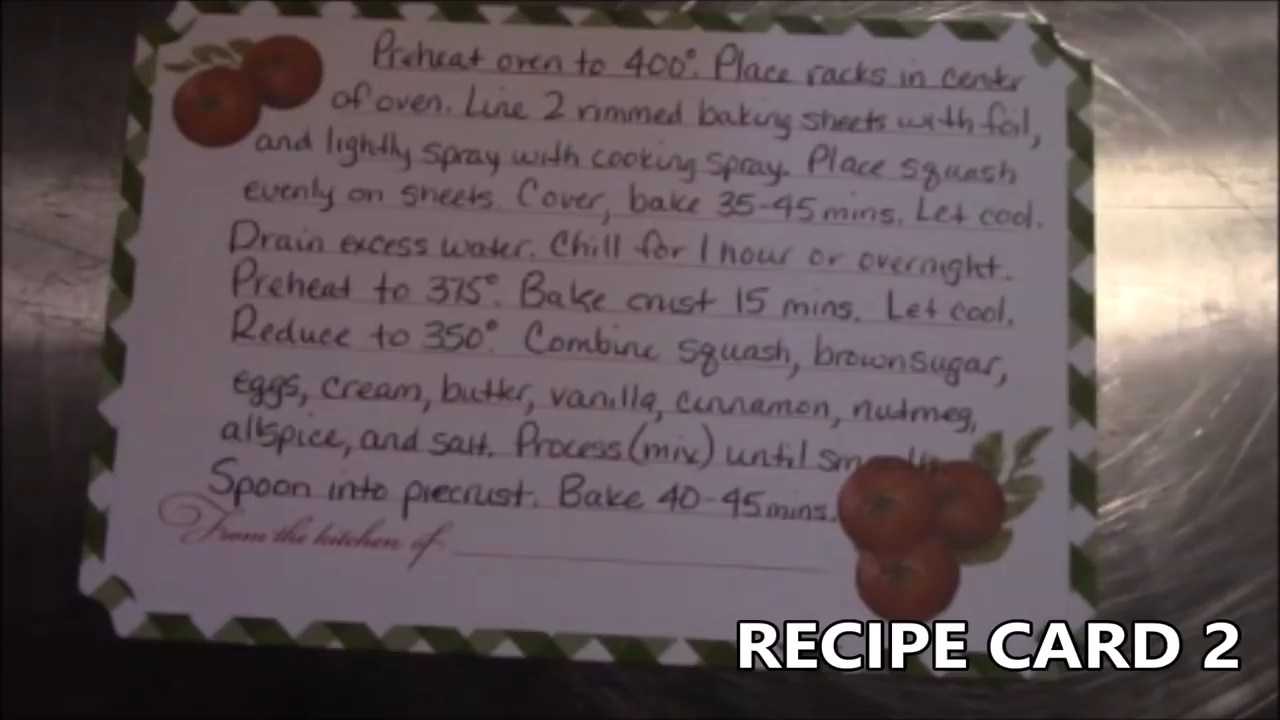 Preheat oven to 400°. Place racks in center
of oven. Line 2 rimmed baking sheets with foil,
and lightly spray with cooking spray. Place squash
evenly on sheets. Cover, bake 35-45 mins. Let cool.
Drain excess water. Chill for 1 hour or overnight.
Preheat to 375°. Bake crust 15 mins. Let cool.
Reduce to 350°. Combine squash, brown sugar,
eggs, cream, butter, vanilla, cinnamon, nutmeg,
allspice, and salt. Process (mix) until
Spoon into piecrust. Bake 40-45 mins.
From the kitchen of:
RECIPE CARD 2